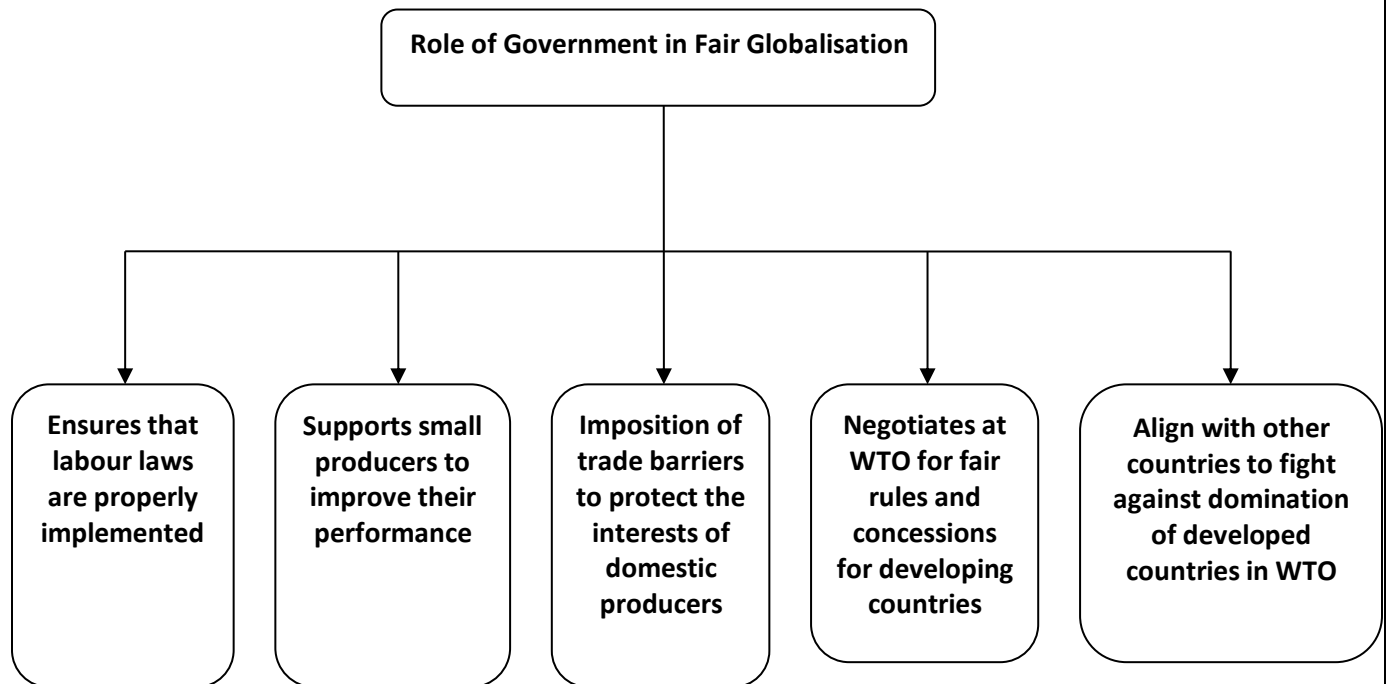 Role of Government in Fair Globalisation
Ensures that
labour laws
are properly
implemented
Supports small
producers to
improve their
performance
Imposition of
trade barriers
to protect the
interests of
domestic
producers
Negotiates at
WTO for fair
rules and
concessions
for developing
countries
Align with other
countries to fight
against domination
of developed
countries in WTO